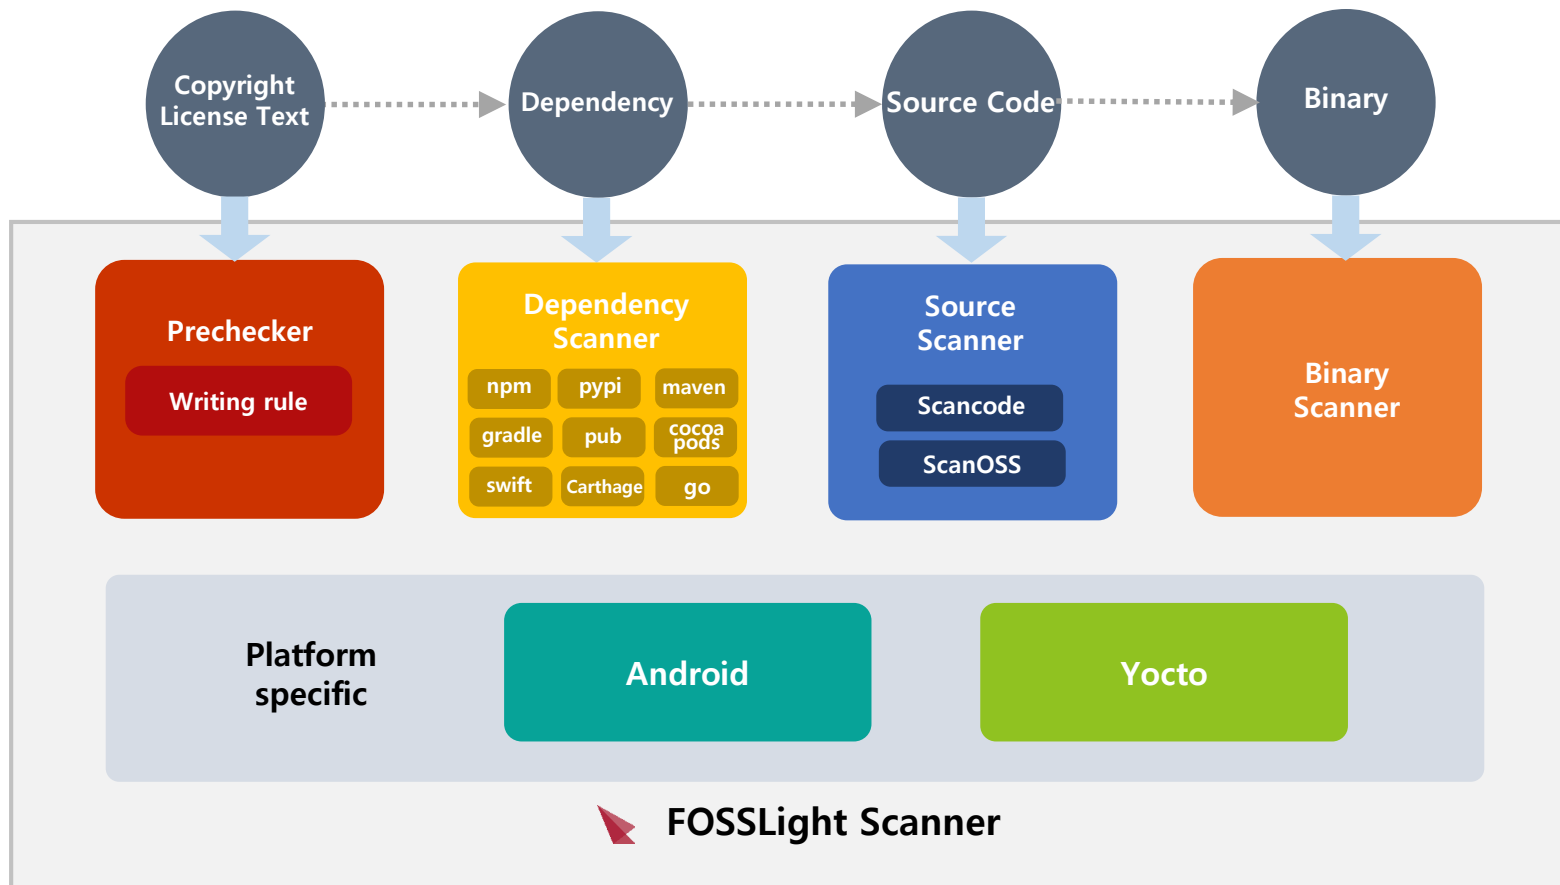 Copyright
License Text
Dependency
Source Code
Binary
Prechecker
Writing rule
Dependency
Scanner
npm
pypi
maven
gradle
pub
cocoa
pods
swift
Carthage
go
Source
Scanner
Scancode
ScanOSS
Binary
Scanner
Platform
specific
Android
Yocto
FOSSLight Scanner